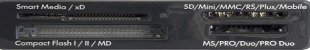 Smart Media / xD
SD/Mini/MMC/RS/Plus/Mobile
Compact Flash I / II / MD
MS/PRO/Duo/PRO Duo